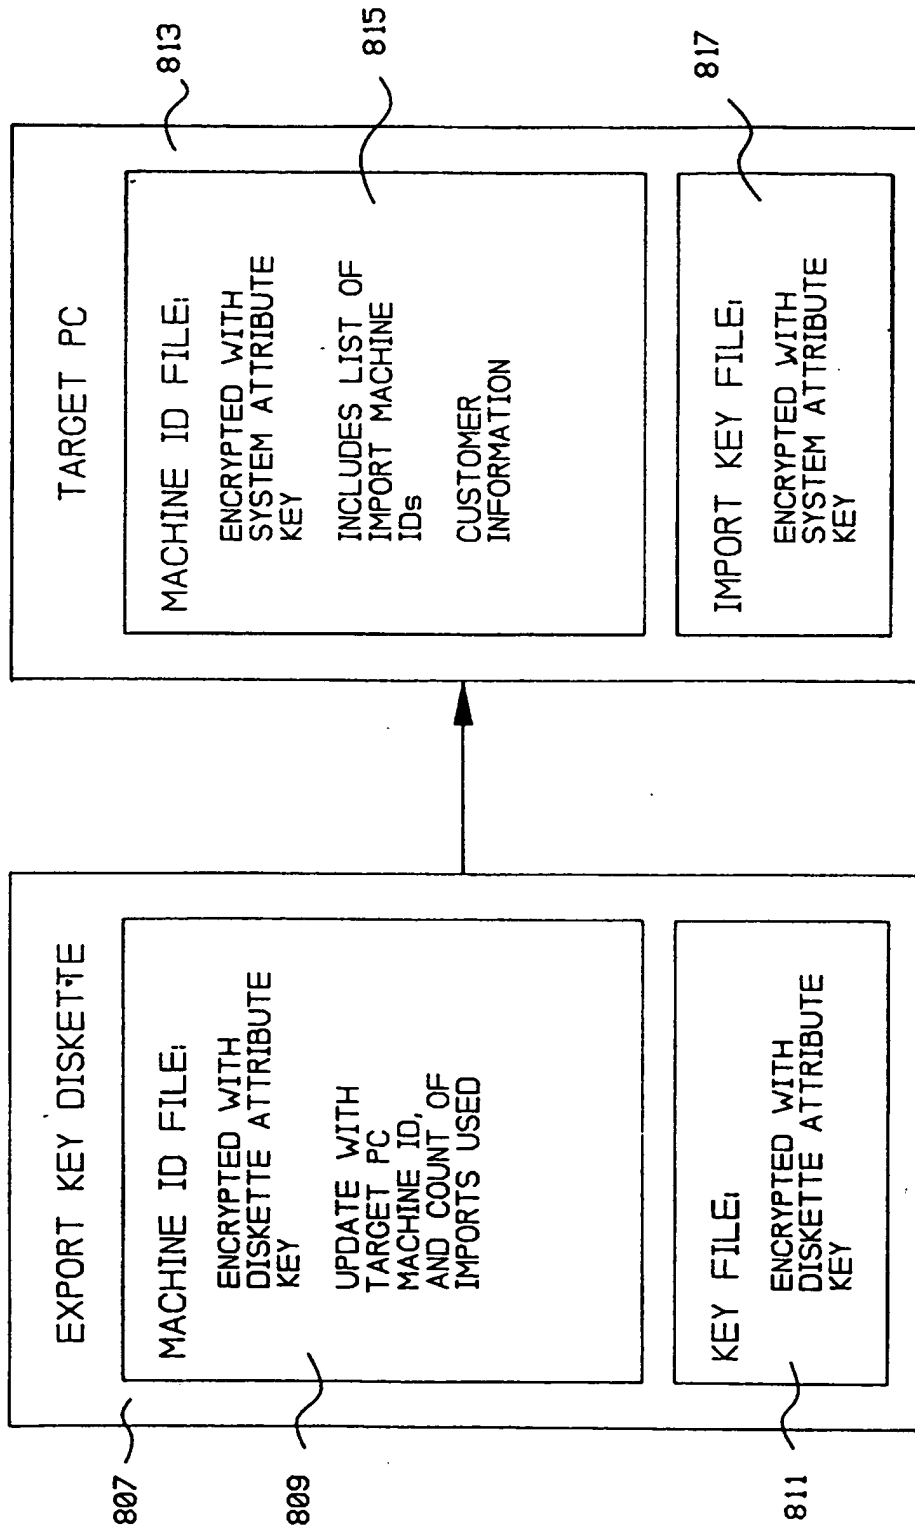 EXPORT KEY DISKETTE
MACHINE ID FILE:
ENCRYPTED WITH
DISKETTE ATTRIBUTE
KEY
UPDATE WITH
TARGET PC
MACHINE ID,
AND COUNT OF
IMPORTS USED
KEY FILE:
ENCRYPTED WITH
DISKETTE ATTRIBUTE
KEY
807
809
811
TARGET PC
MACHINE ID FILE:
ENCRYPTED WITH
SYSTEM ATTRIBUTE
KEY
INCLUDES LIST OF
IMPORT MACHINE
IDs
CUSTOMER
INFORMATION
IMPORT KEY FILE:
ENCRYPTED WITH
SYSTEM ATTRIBUTE
KEY
813
815
817